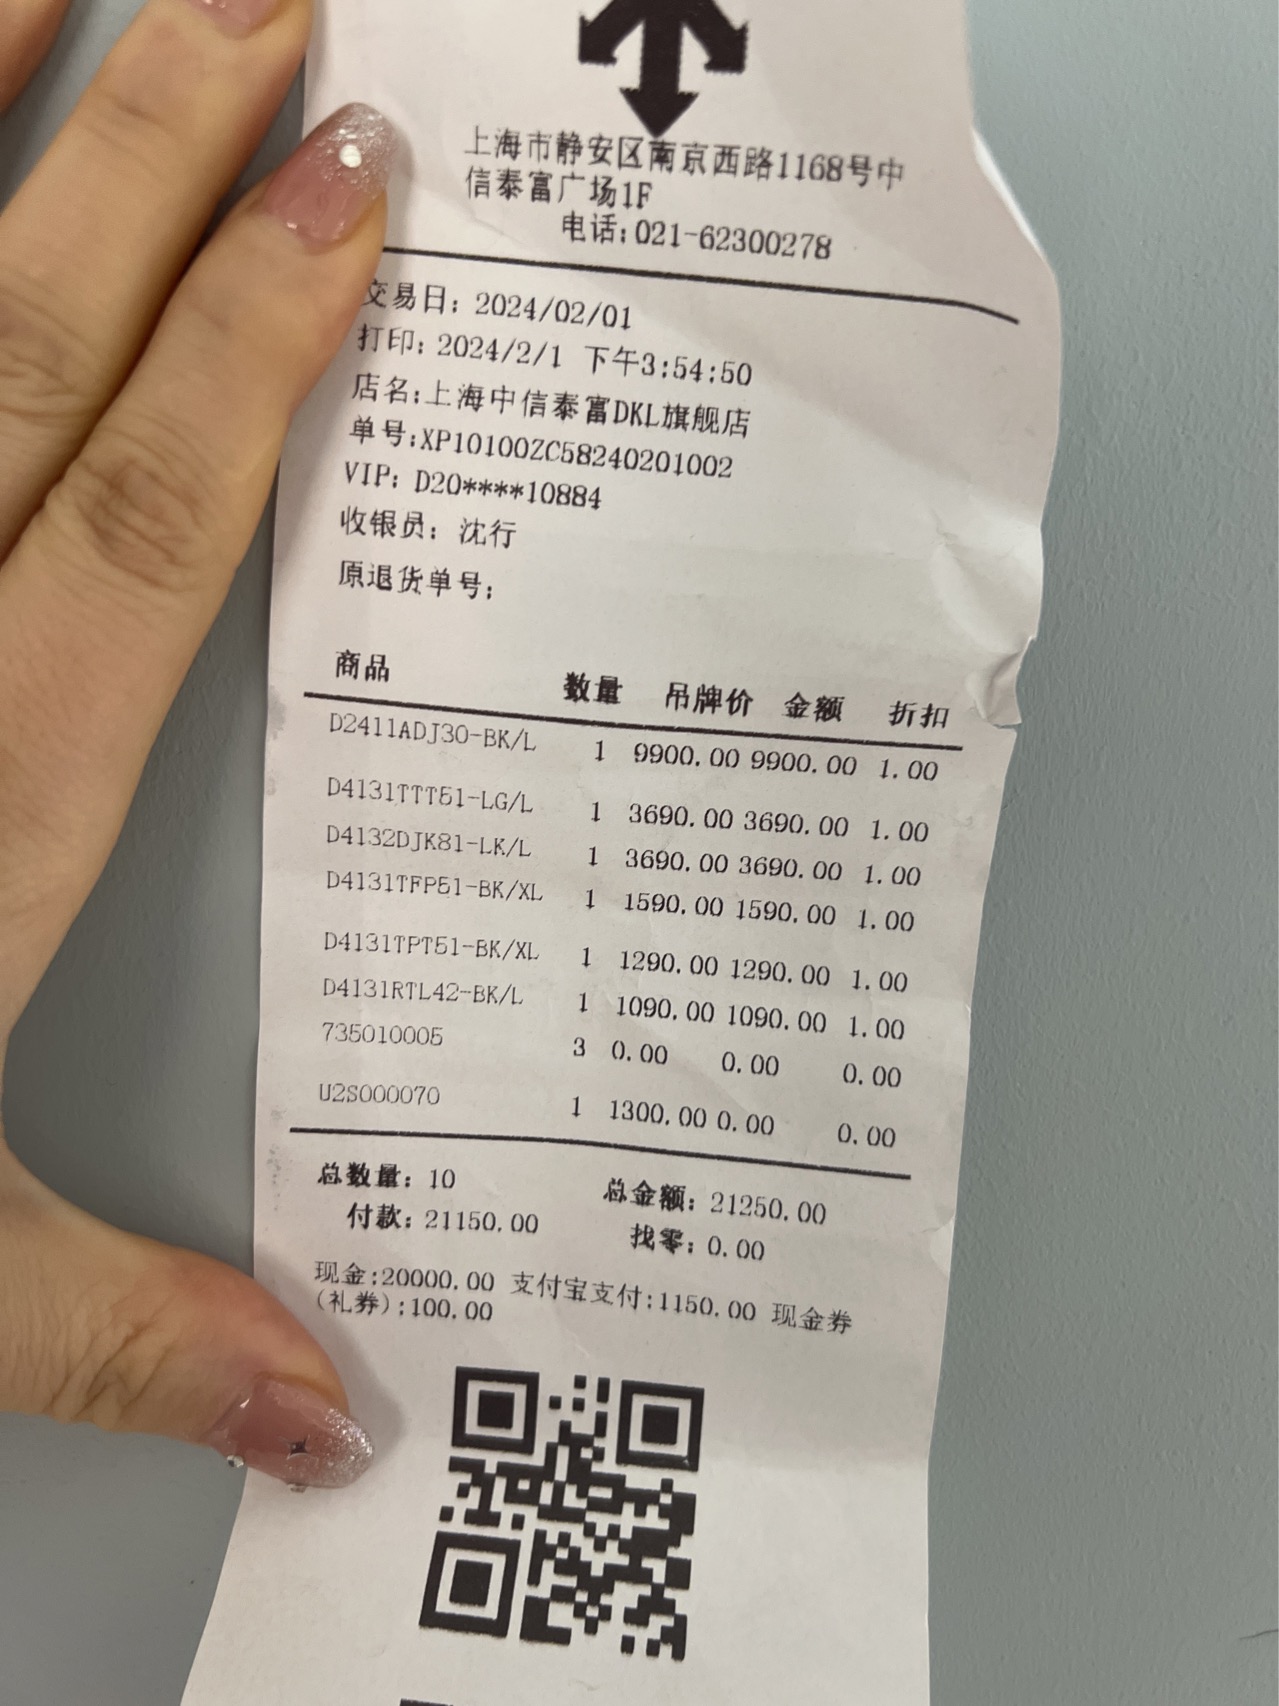 上海市静安区南京西路1168号中
信泰富广场1F
电话:021-62300278
交易日: 2024/02/01
打印: 2024/2/1 下午3:54:50
店名:上海中信泰富DKL旗舰店
单号:XP10100ZC58240201002
VIP: D20****10884
收银员: 沈行
原退货单号:
商品 数量 吊牌价 金额 折扣
D2411ADJ30-BK/L 1 9900.00 9900.00 1.00
D4131TTT51-LG/L 1 3690.00 3690.00 1.00
D4132DJK81-LK/L 1 3690.00 3690.00 1.00
D4131TFP51-BK/XL 1 1590.00 1590.00 1.00
D4131TPT51-BK/XL 1 1290.00 1290.00 1.00
D4131RTL42-BK/L 1 1090.00 1090.00 1.00
735010005 3 0.00 0.00 0.00
U2S000070 1 1300.00 0.00 0.00
总数量: 10 总金额: 21250.00
付款: 21150.00 找零: 0.00
现金:20000.00 支付宝支付:1150.00 现金券
(礼券):100.00